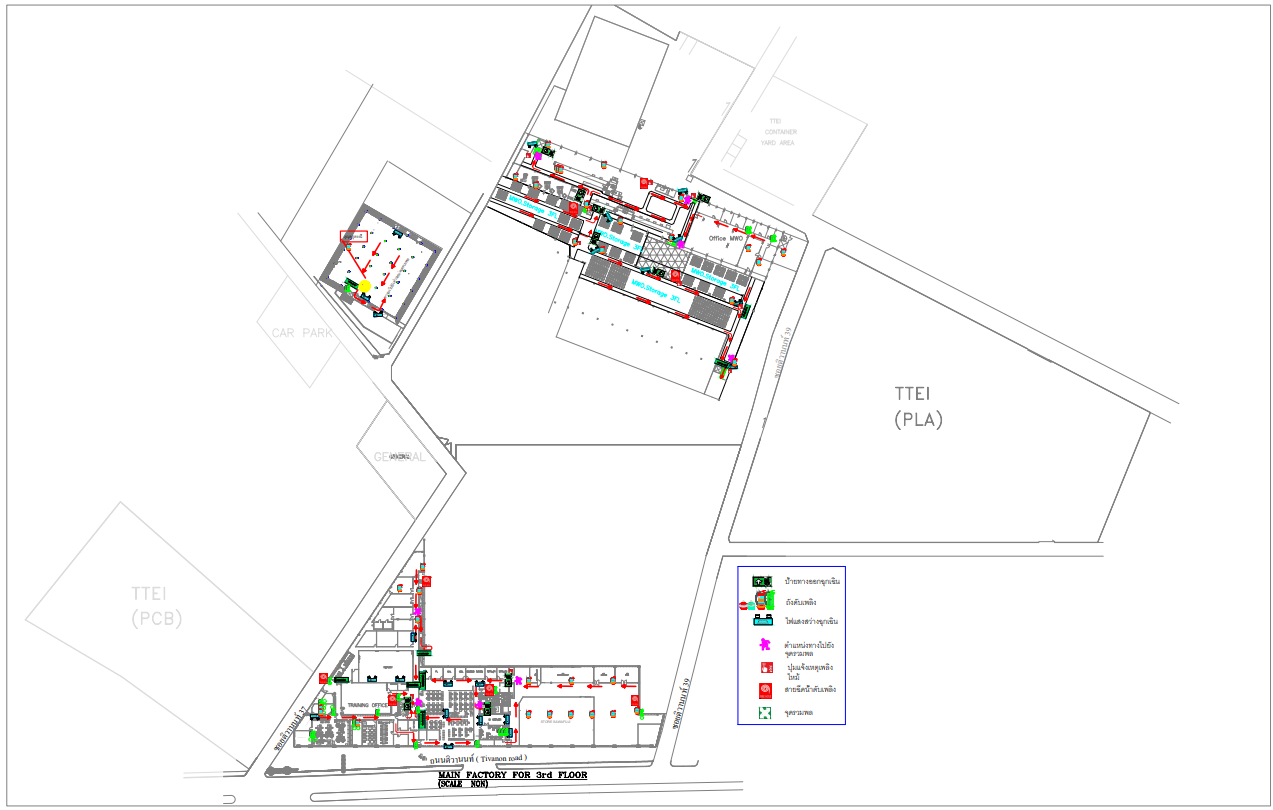 TTEI
CONTAINER
YARD AREA
MWO.Storage 3FL
MWO.Storage 3FL
Office MWO
MWO.Storage 3FL
MWO.Storage 3FL
CAR PARK
ซอยติวานนท์ 39
TTEI
(PLA)
GENERAL
TTEI
(PCB)
ป้ายทางออกฉุกเฉิน
ถังดับเพลิง
ไฟแสงสว่างฉุกเฉิน
ตำแหน่งทางไปยัง
จุดรวมพล
ปุ่มแจ้งเหตุเพลิง
ไหม้
สายฉีดน้ำดับเพลิง
จุดรวมพล
TRAINING OFFICE
ซอยติวานนท์ 37
ซอยติวานนท์ 39
ถนนติวานนท์ ( Tivanon road )
MAIN FACTORY FOR 3rd FLOOR
(SCALE NON)